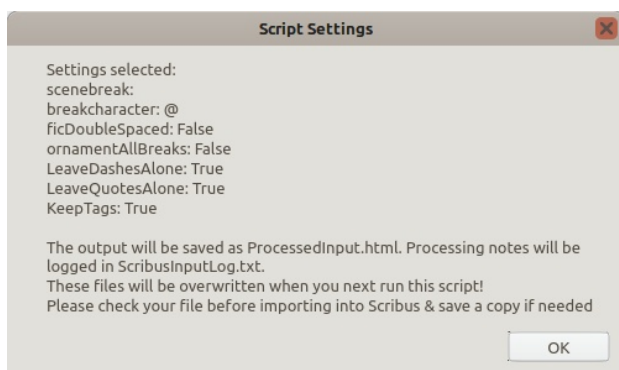 Script Settings
Settings selected:
scenebreak:
breakcharacter: @
ficDoubleSpaced: False
ornamentAllBreaks: False
LeaveDashesAlone: True
LeaveQuotesAlone: True
KeepTags: True
The output will be saved as ProcessedInput.html. Processing notes will be
logged in ScribusInputLog.txt.
These files will be overwritten when you next run this script!
Please check your file before importing into Scribus & save a copy if needed
OK